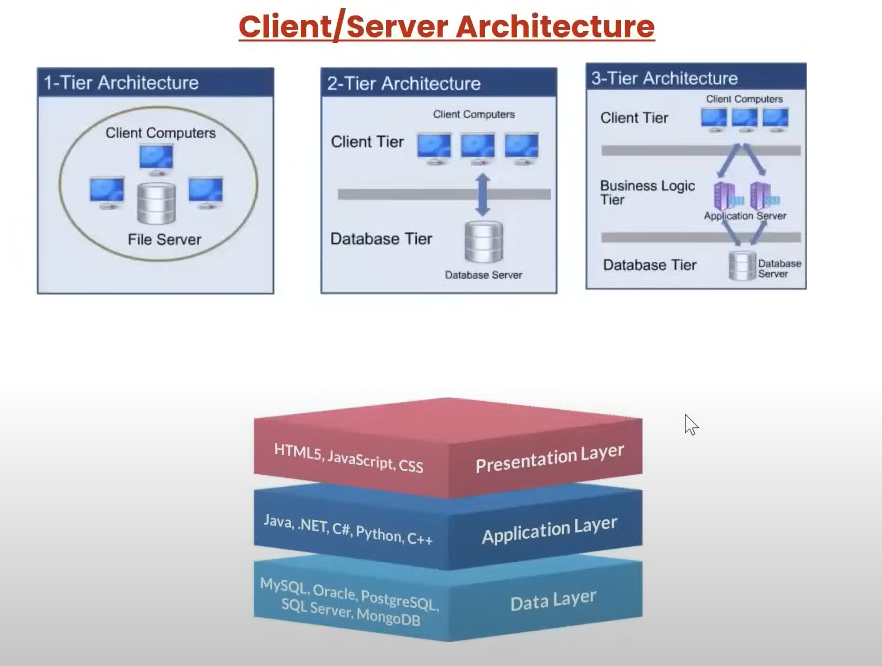 Client/Server Architecture
1-Tier Architecture
Client Computers
File Server
2-Tier Architecture
Client Computers
Client Tier
Database Tier
Database Server
3-Tier Architecture
Client Computers
Client Tier
Business Logic
Tier
Application Server
Database Tier
Database
Server
HTML5, JavaScript, CSS
Presentation Layer
Java, .NET, C#, Python, C++
Application Layer
MySQL, Oracle, PostgreSQL,
SQL Server, MongoDB
Data Layer